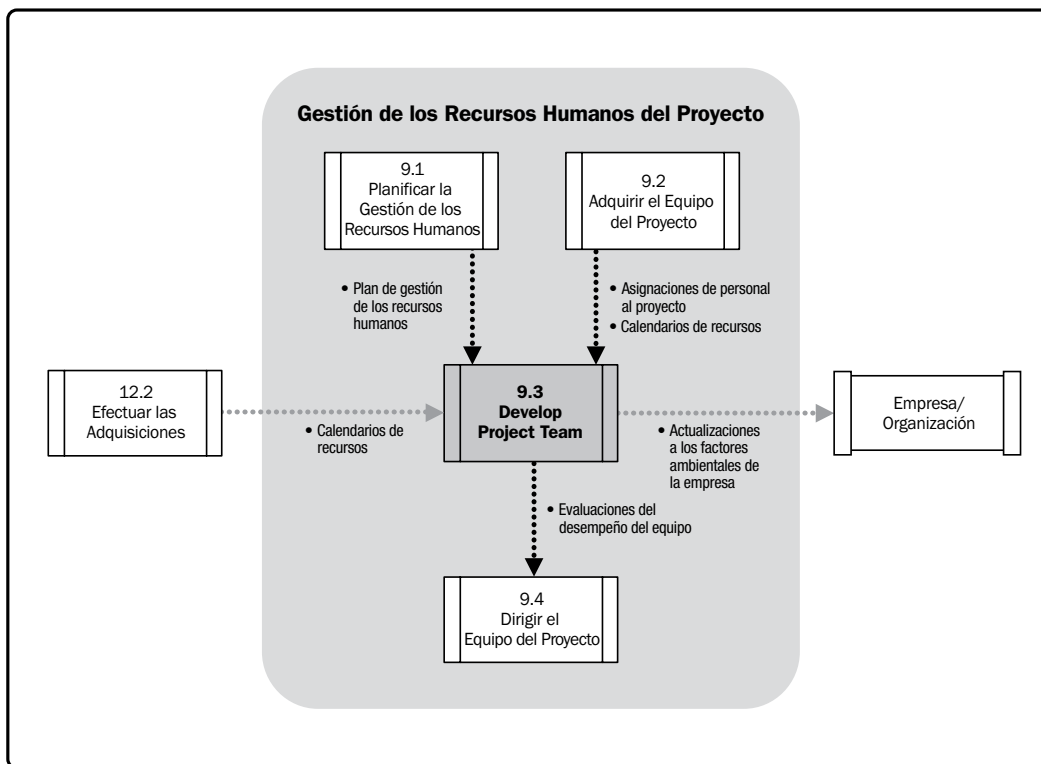 Gestión de los Recursos Humanos del Proyecto
9.1
Planificar la
Gestión de los
Recursos Humanos
9.2
Adquirir el Equipo
del Proyecto
• Plan de gestión
de los recursos
humanos
• Asignaciones de personal
al proyecto
• Calendarios de recursos
12.2
Efectuar las
Adquisiciones
• Calendarios de
recursos
9.3
Develop
Project Team
• Actualizaciones
a los factores
ambientales de
la empresa
Empresa/
Organización
• Evaluaciones del
desempeño del equipo
9.4
Dirigir el
Equipo del Proyecto